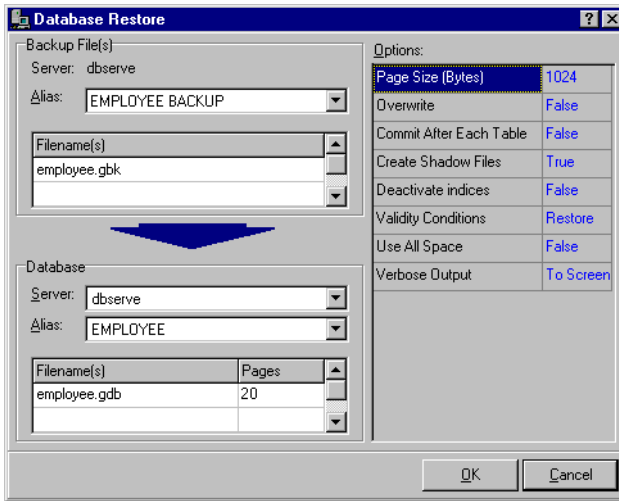 Database Restore
Backup File(s)
Server: dbserve
Alias: EMPLOYEE BACKUP
Filename(s)
employee.gbk
Database
Server: dbserve
Alias: EMPLOYEE
Filename(s) Pages
employee.gdb 20
Options:
Page Size (Bytes) 1024
Overwrite False
Commit After Each Table False
Create Shadow Files True
Deactivate indices False
Validity Conditions Restore
Use All Space False
Verbose Output To Screen
OK Cancel